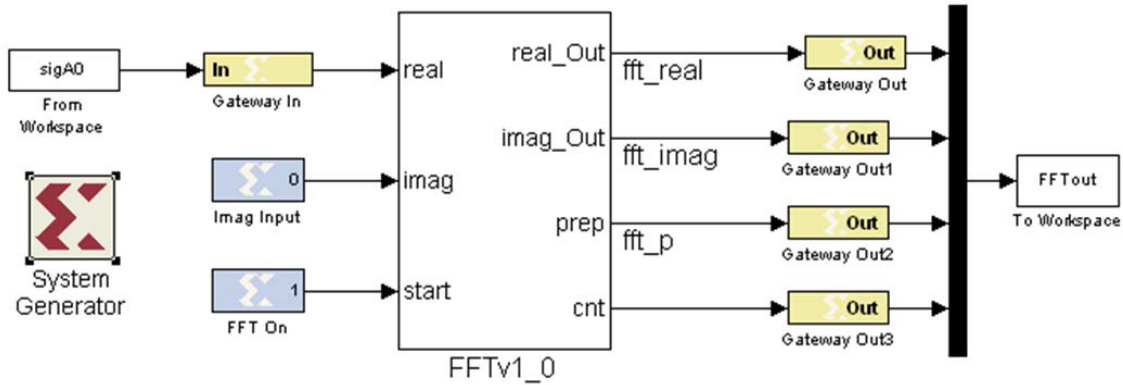 sigA0
From
Workspace
In
Gateway In
0
Imag Input
1
FFT On
System
Generator
real
imag
start
real_Out
imag_Out
prep
cnt
FFTv1_0
fft_real
fft_imag
fft_p
Out
Gateway Out
Out
Gateway Out1
Out
Gateway Out2
Out
Gateway Out3
FFTout
To Workspace